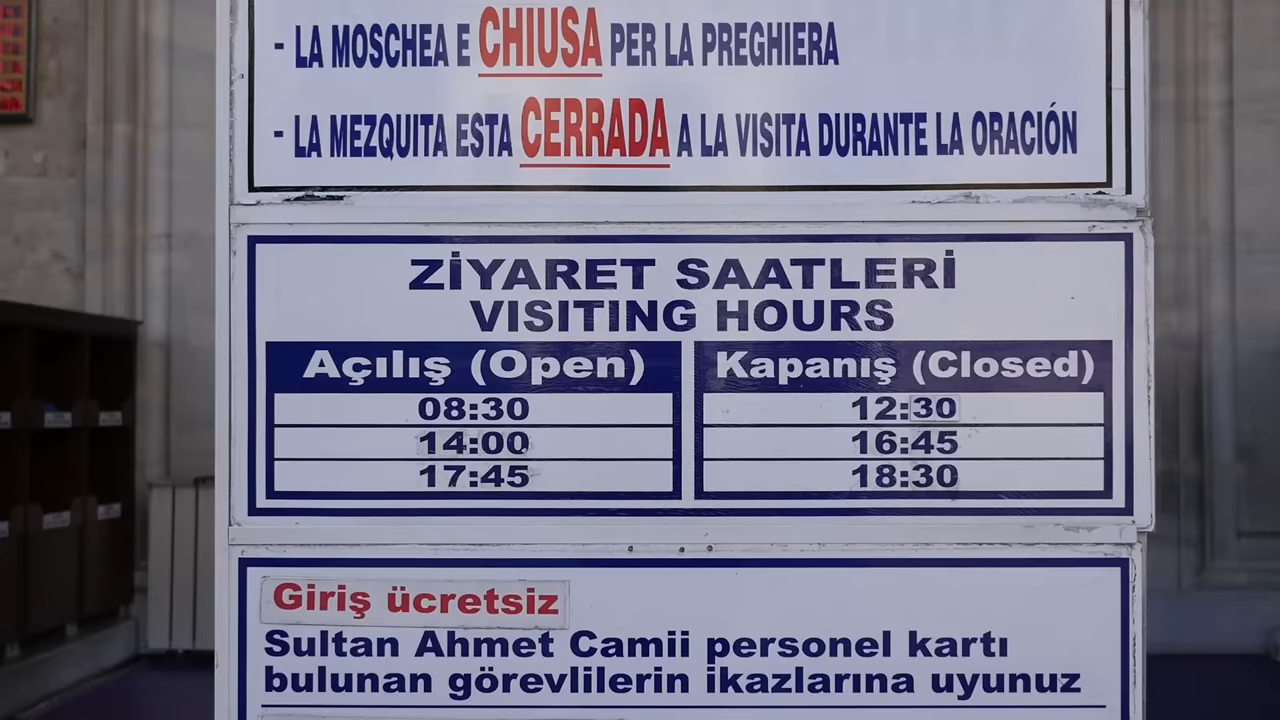 - LA MOSCHEA E CHIUSA PER LA PREGHIERA
- LA MEZQUITA ESTA CERRADA A LA VISITA DURANTE LA ORACIÓN
ZİYARET SAATLERİ
VISITING HOURS
Açılış (Open) Kapanış (Closed)
08:30 12:30
14:00 16:45
17:45 18:30
Giriş ücretsiz
Sultan Ahmet Camii personel kartı
bulunan görevlilerin ikazlarına uyunuz